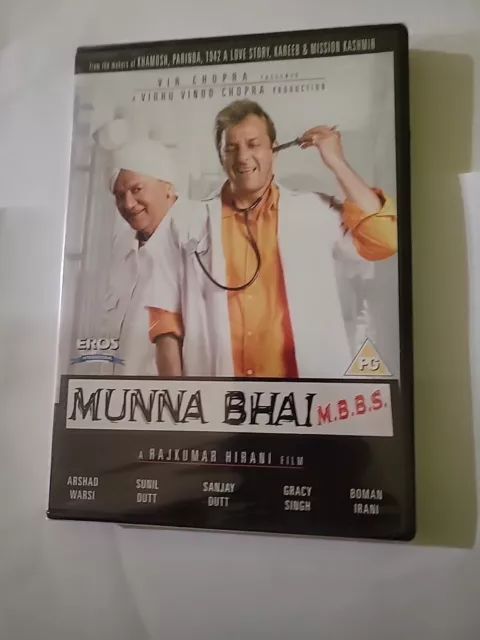 from the makers of KHAMOSH, PARINDA, 1942 A LOVE STORY, KAREEB & MISSION KASHMIR
VIR CHOPRA PRESENTS
A VIDHU VINOD CHOPRA PRODUCTION
EROS
PG
MUNNA BHAI M.B.B.S.
A RAJKUMAR HIRANI FILM
ARSHAD WARSI
SUNIL DUTT
SANJAY DUTT
GRACY SINGH
BOMAN IRANI